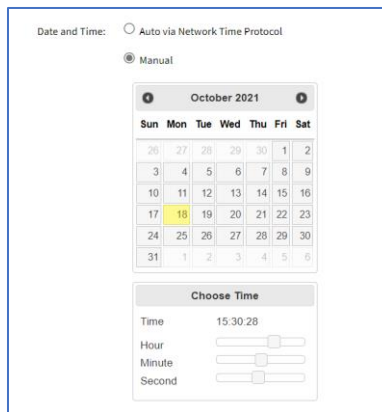 Date and Time: Auto via Network Time Protocol
Manual
October 2021
Sun Mon Tue Wed Thu Fri Sat
26 27 28 29 30 1 2
3 4 5 6 7 8 9
10 11 12 13 14 15 16
17 18 19 20 21 22 23
24 25 26 27 28 29 30
31 1 2 3 4 5 6
Choose Time
Time 15:30:28
Hour
Minute
Second